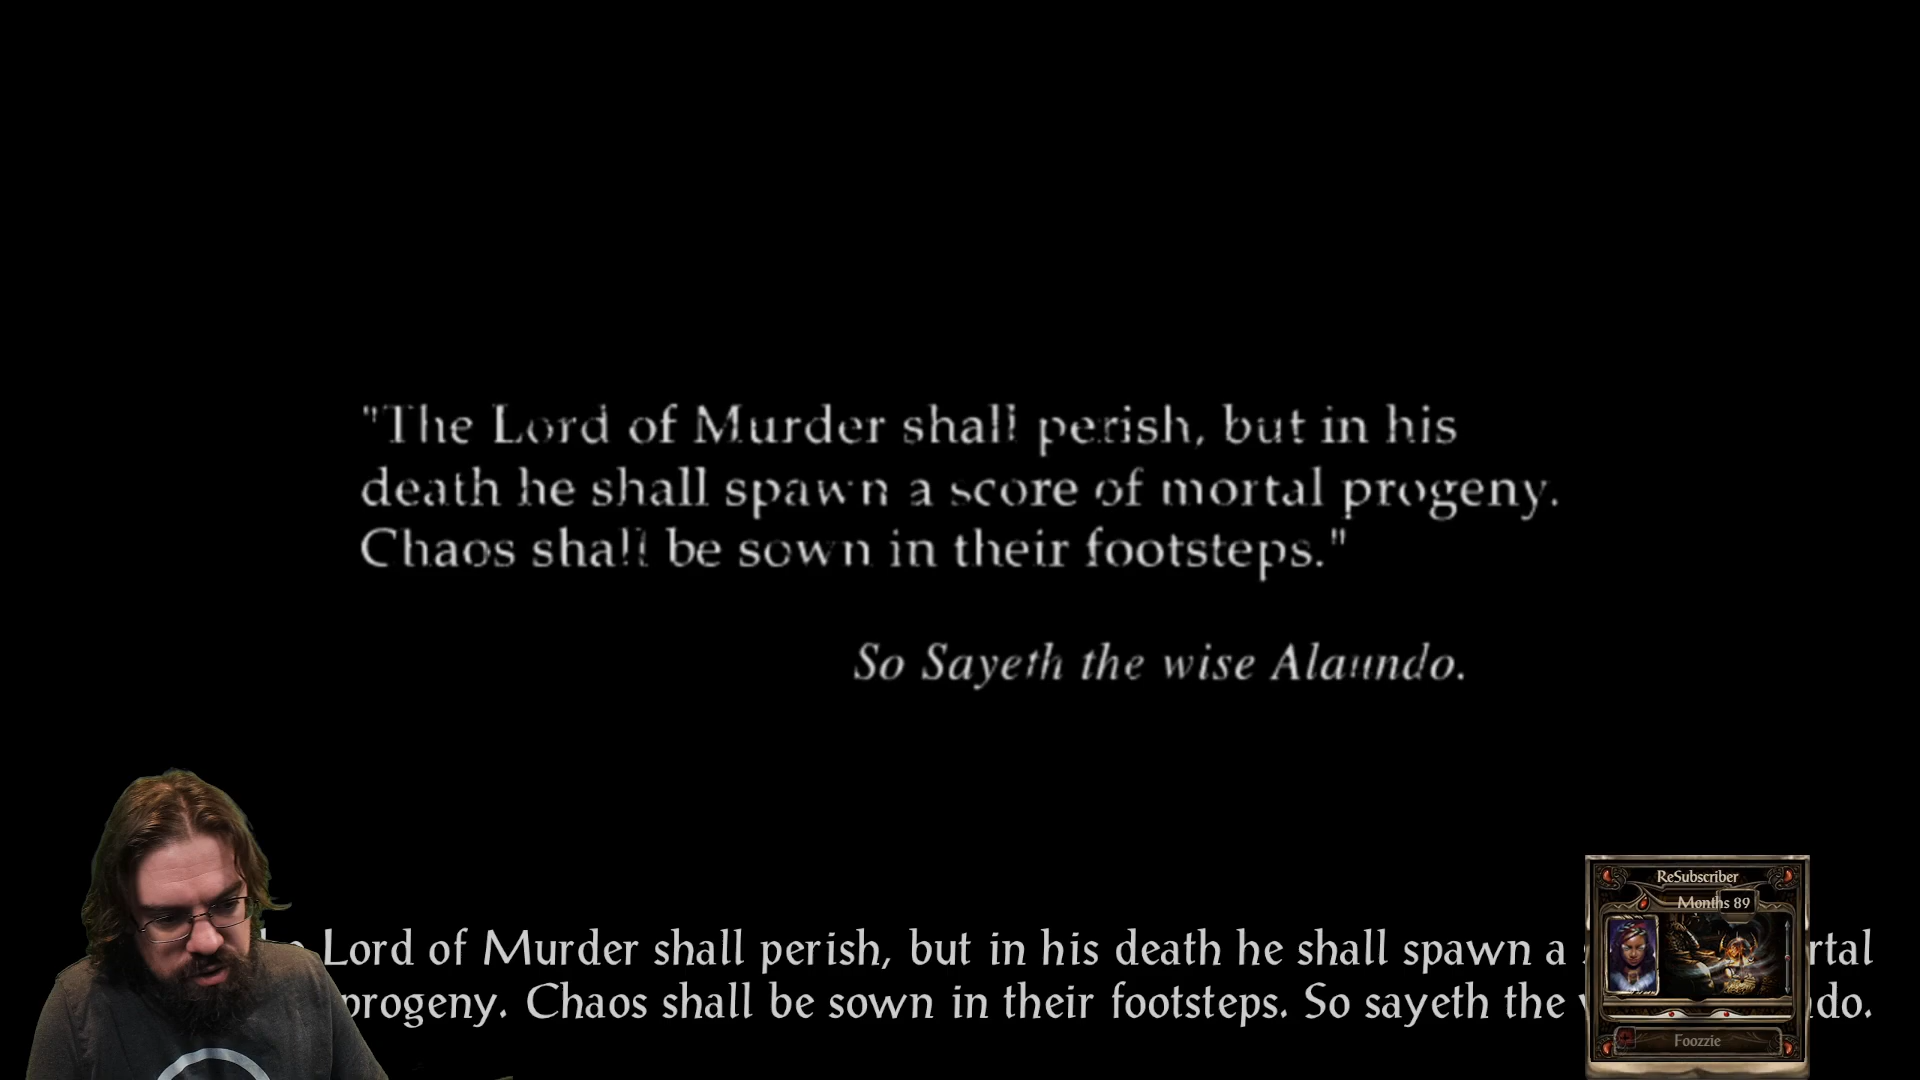 "The Lord of Murder shall perish, but in his
death he shall spawn a score of mortal progeny.
Chaos shall be sown in their footsteps."
So Sayeth the wise Alaundo.
Lord of Murder shall perish, but in his death he shall spawn a
progeny. Chaos shall be sown in their footsteps. So sayeth the
ReSubscriber
Months 89
Foozzie